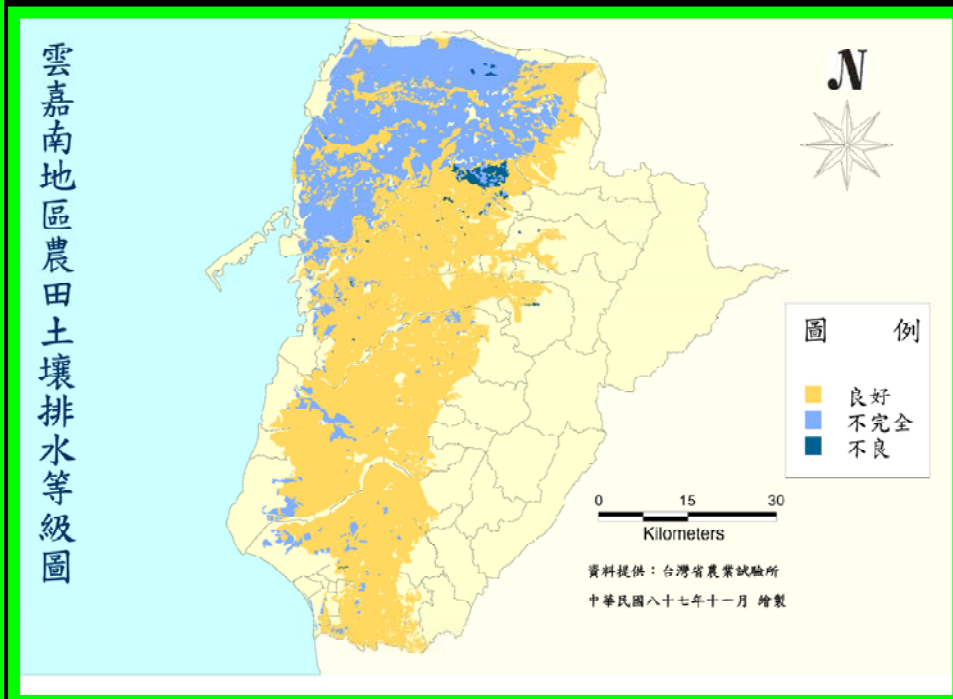 雲嘉南地區農田土壤排水等級圖
N
圖 例
良好
不完全
不良
0 15 30
Kilometers
資料提供：台灣省農業試驗所
中華民國八十七年十一月 繪製